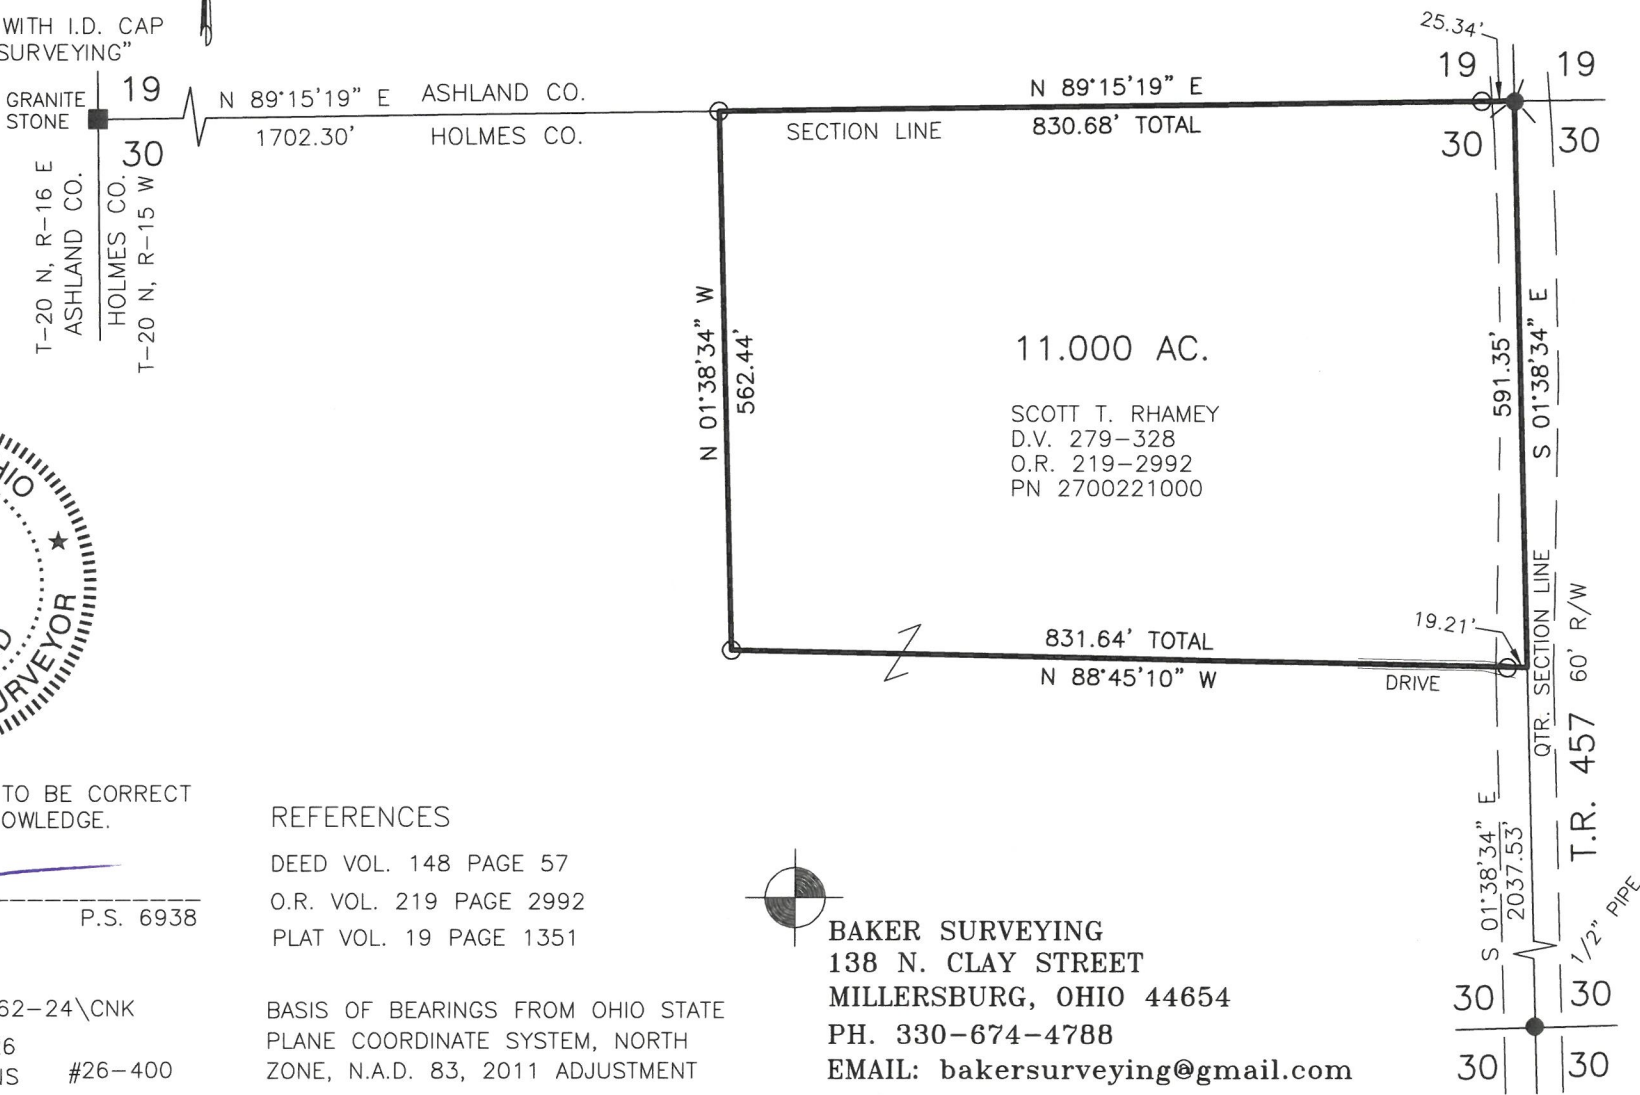 WITH I.D. CAP
SURVEYING"
GRANITE
STONE
19
30
T-20 N, R-16 E
ASHLAND CO.
HOLMES CO.
T-20 N, R-15 W
N 89°15'19" E
1702.30'
ASHLAND CO.
HOLMES CO.
SECTION LINE
N 89°15'19" E
830.68' TOTAL
25.34'
19
19
30
30
N 01°38'34" W
562.44'
11.000 AC.
SCOTT T. RHAMEY
D.V. 279-328
O.R. 219-2992
PN 2700221000
591.35'
S 01°38'34" E
831.64' TOTAL
N 88°45'10" W
19.21'
DRIVE
QTR. SECTION LINE
60' R/W
T.R. 457
S 01°38'34" E
2037.53'
1/2" PIPE
30
30
30
30
HIO
SURVEYOR
TO BE CORRECT
OWLEDGE.
P.S. 6938
62-24\CNK
#26-400
REFERENCES
DEED VOL. 148 PAGE 57
O.R. VOL. 219 PAGE 2992
PLAT VOL. 19 PAGE 1351
BASIS OF BEARINGS FROM OHIO STATE
PLANE COORDINATE SYSTEM, NORTH
ZONE, N.A.D. 83, 2011 ADJUSTMENT
BAKER SURVEYING
138 N. CLAY STREET
MILLERSBURG, OHIO 44654
PH. 330-674-4788
EMAIL: bakersurveying@gmail.com